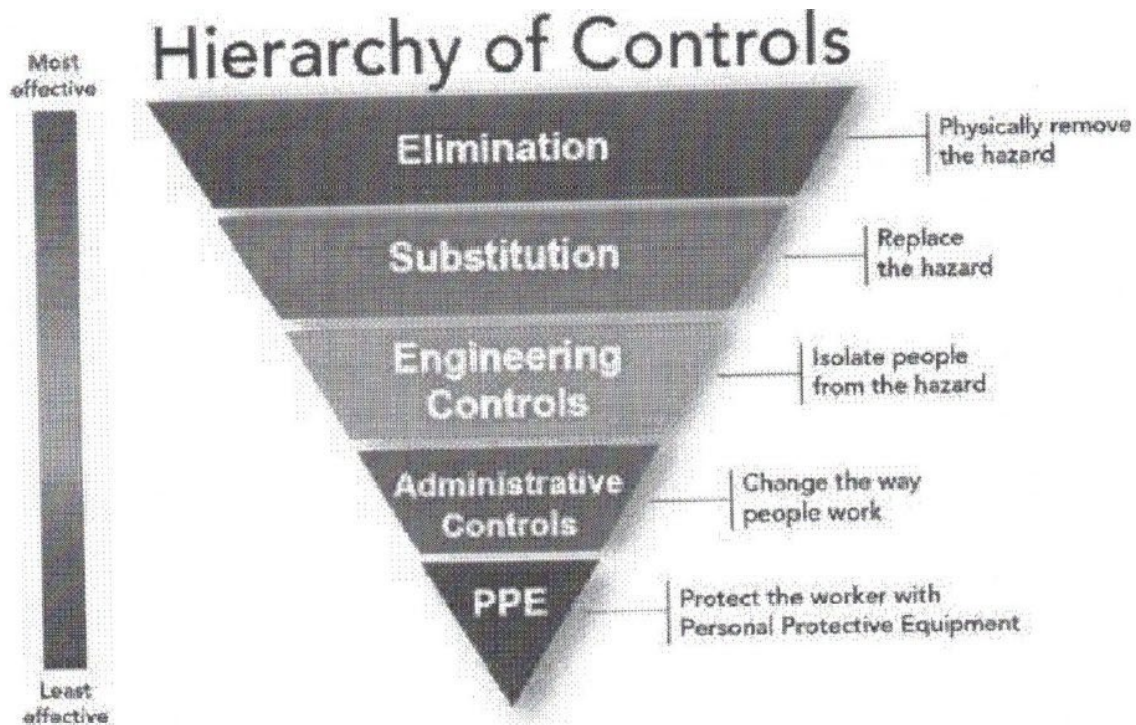 Hierarchy of Controls
Most
effective
Elimination
Physically remove
the hazard
Substitution
Replace
the hazard
Engineering
Controls
Isolate people
from the hazard
Administrative
Controls
Change the way
people work
PPE
Protect the worker with
Personal Protective Equipment
Least
effective